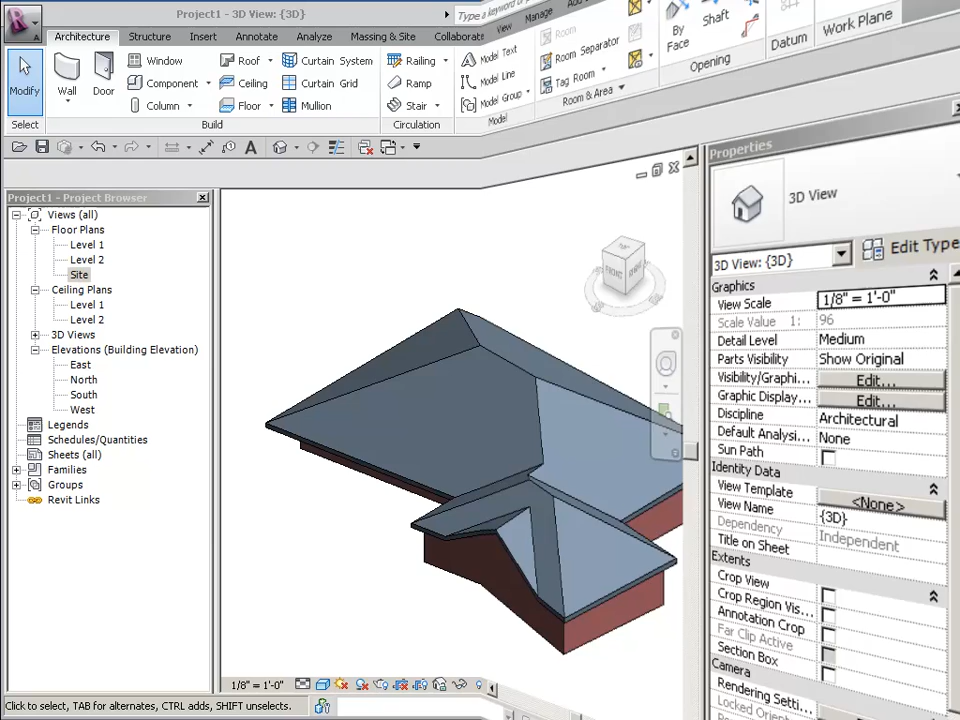 Project1 - 3D View: {3D}
Type a keyword or p
Architecture Structure Insert Annotate Analyze Massing & Site Collaborate View Manage
Modify
Wall
Door
Window
Component
Column
Roof
Ceiling
Floor
Curtain System
Curtain Grid
Mullion
Railing
Ramp
Stair
Model Text
Model Line
Model Group
Room
Room Separator
Tag Room
By
Face
Shaft
Select
Build
Circulation
Model
Room & Area
Opening
Datum
Work Plane
Project1 - Project Browser
Views (all)
Floor Plans
Level 1
Level 2
Site
Ceiling Plans
Level 1
Level 2
3D Views
Elevations (Building Elevation)
East
North
South
West
Legends
Schedules/Quantities
Sheets (all)
Families
Groups
Revit Links
TOP
FRONT
Properties
3D View
3D View: {3D}
Edit Type
Graphics
View Scale 1/8" = 1'-0"
Scale Value 1: 96
Detail Level Medium
Parts Visibility Show Original
Visibility/Graphi... Edit...
Graphic Display... Edit...
Discipline Architectural
Default Analysi... None
Sun Path
Identity Data
View Template <None>
View Name {3D}
Dependency Independent
Title on Sheet
Extents
Crop View
Crop Region Vis...
Annotation Crop
Far Clip Active
Section Box
Camera
Rendering Setti...
Locked Orient
1/8" = 1'-0"
Click to select, TAB for alternates, CTRL adds, SHIFT unselects.